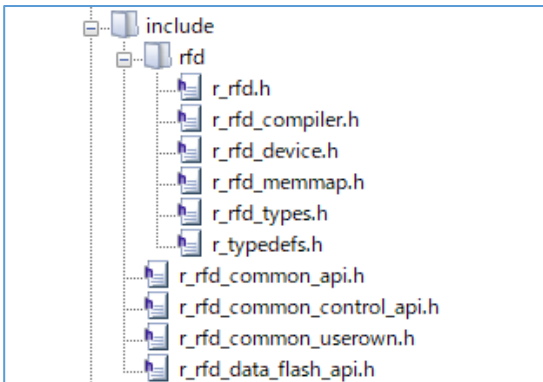 include
rfd
r_rfd.h
r_rfd_compiler.h
r_rfd_device.h
r_rfd_memmap.h
r_rfd_types.h
r_typedefs.h
r_rfd_common_api.h
r_rfd_common_control_api.h
r_rfd_common_userown.h
r_rfd_data_flash_api.h